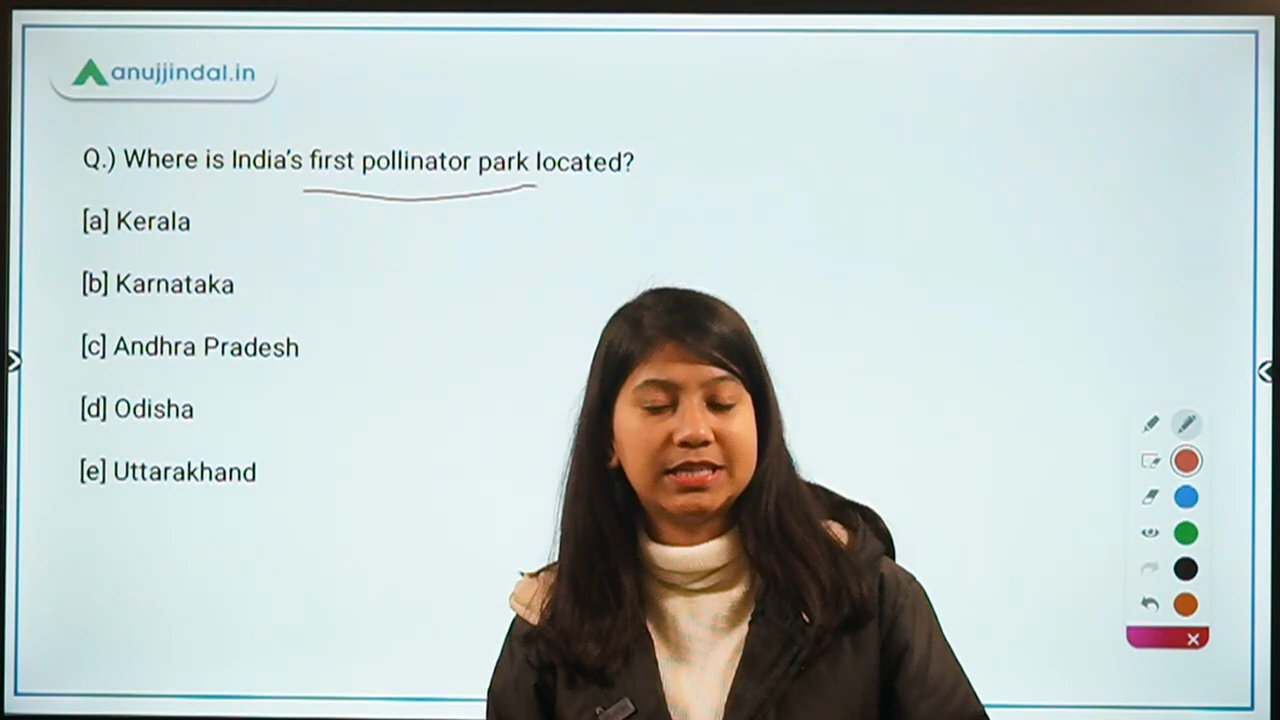 anujjindal.in
Q.) Where is India's first pollinator park located?
[a] Kerala
[b] Karnataka
[c] Andhra Pradesh
[d] Odisha
[e] Uttarakhand